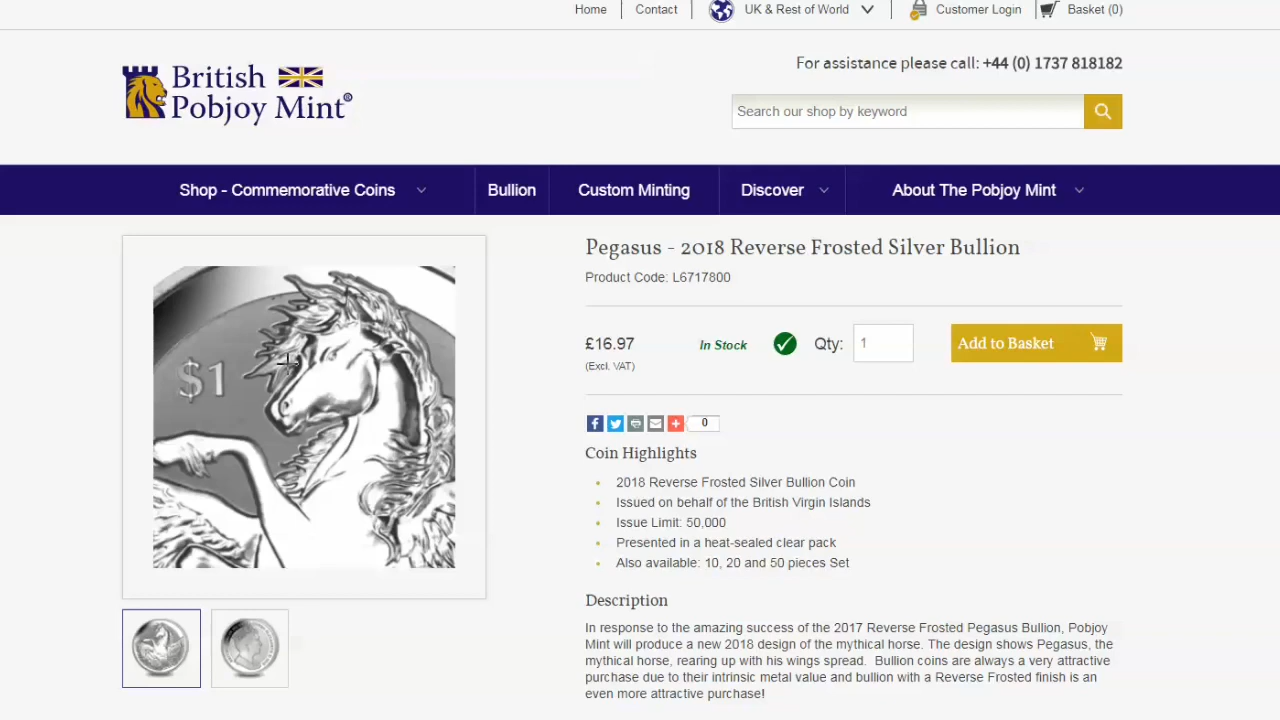 Home Contact UK & Rest of World Customer Login Basket (0)
British
Pobjoy Mint®
For assistance please call: +44 (0) 1737 818182
Search our shop by keyword
Shop - Commemorative Coins Bullion Custom Minting Discover About The Pobjoy Mint
$1
Pegasus - 2018 Reverse Frosted Silver Bullion
Product Code: L6717800
£16.97 In Stock Qty: 1 Add to Basket
(Excl. VAT)
0
Coin Highlights
2018 Reverse Frosted Silver Bullion Coin
Issued on behalf of the British Virgin Islands
Issue Limit: 50,000
Presented in a heat-sealed clear pack
Also available: 10, 20 and 50 pieces Set
Description
In response to the amazing success of the 2017 Reverse Frosted Pegasus Bullion, Pobjoy
Mint will produce a new 2018 design of the mythical horse. The design shows Pegasus, the
mythical horse, rearing up with his wings spread. Bullion coins are always a very attractive
purchase due to their intrinsic metal value and bullion with a Reverse Frosted finish is an
even more attractive purchase!